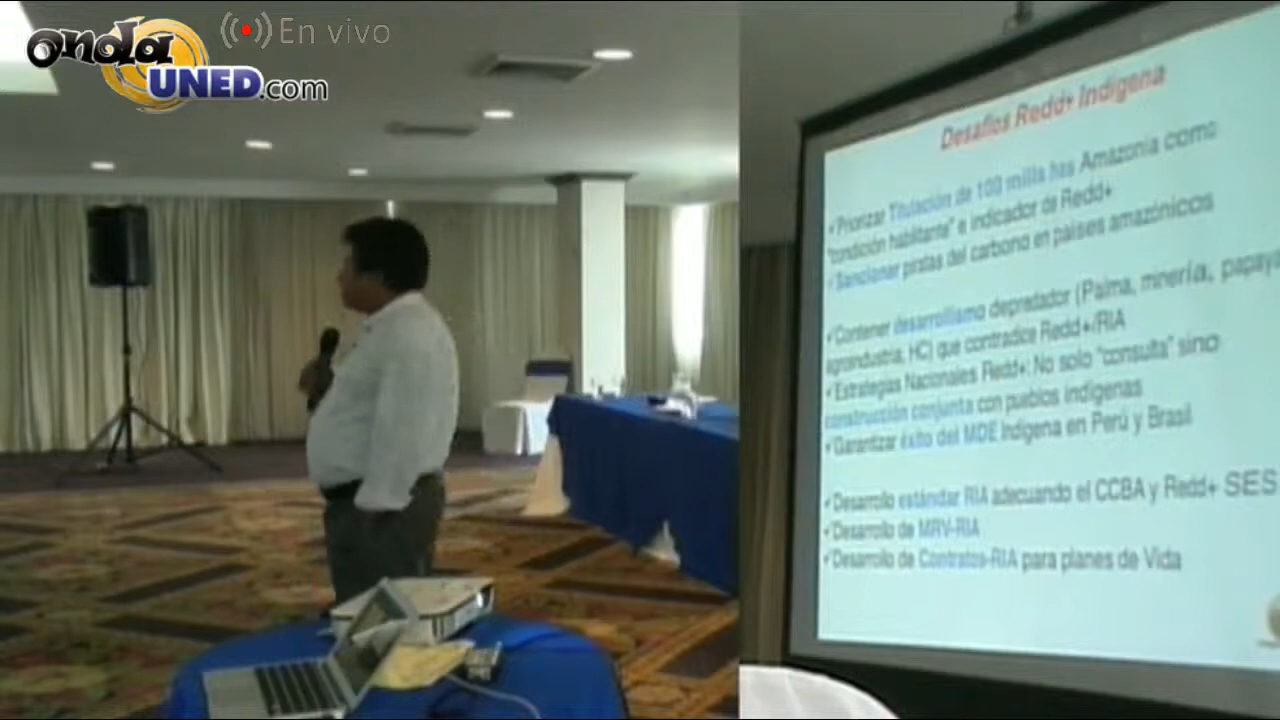 onda
UNED.com
En vivo
Desafíos Redd+ Indígena
✓Priorizar Titulación de 100 mills has Amazonía como
"condición habilitante" e indicador de Redd+
✓Sancionar piratas del carbono en países amazónicos
✓Contener desarrollismo depredador (Palma, minería, papaya
agroindustria, HC) que contradice Redd+/RIA
✓Estrategias Nacionales Redd+: No solo "consulta" sino
construcción conjunta con pueblos indígenas
✓Garantizar éxito del MDE Indígena en Perú y Brasil
✓Desarrollo estándar RIA adecuando el CCBA y Redd+ SES
✓Desarrollo de MRV-RIA
✓Desarrollo de Contratos-RIA para planes de Vida